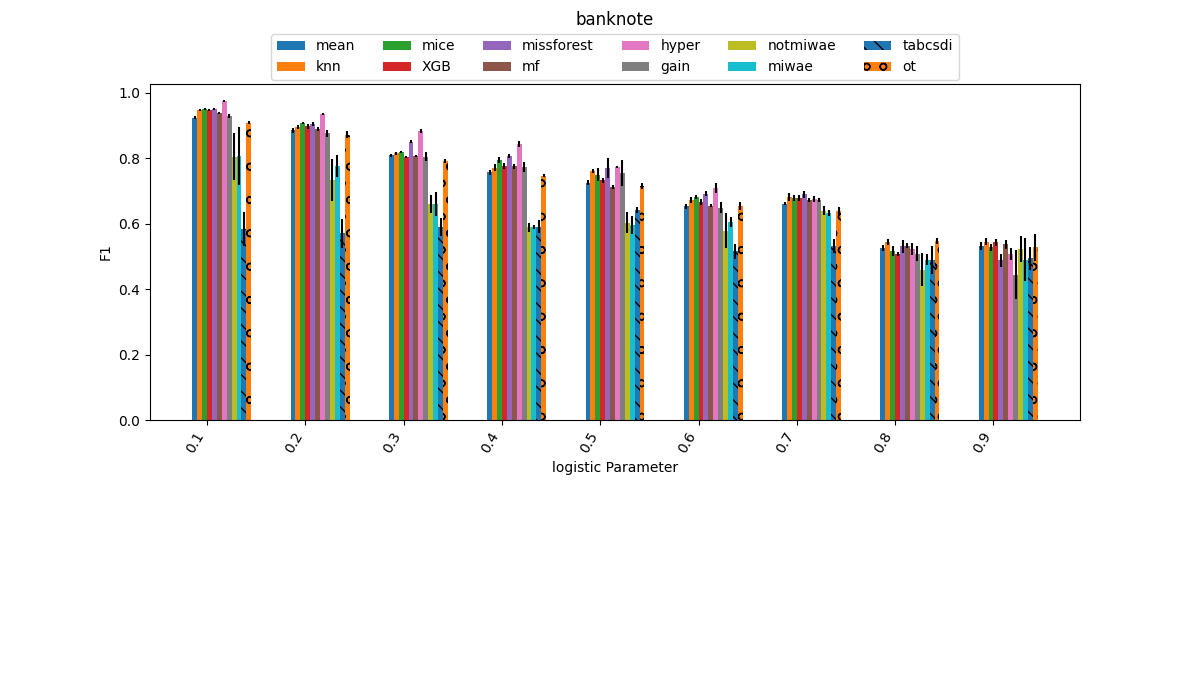 banknote
mean mice missforest hyper notmiwae tabcsdi
knn XGB mf gain miwae ot
1.0
0.8
0.6
0.4
0.2
0.0
F1
0.1 0.2 0.3 0.4 0.5 0.6 0.7 0.8 0.9
logistic Parameter